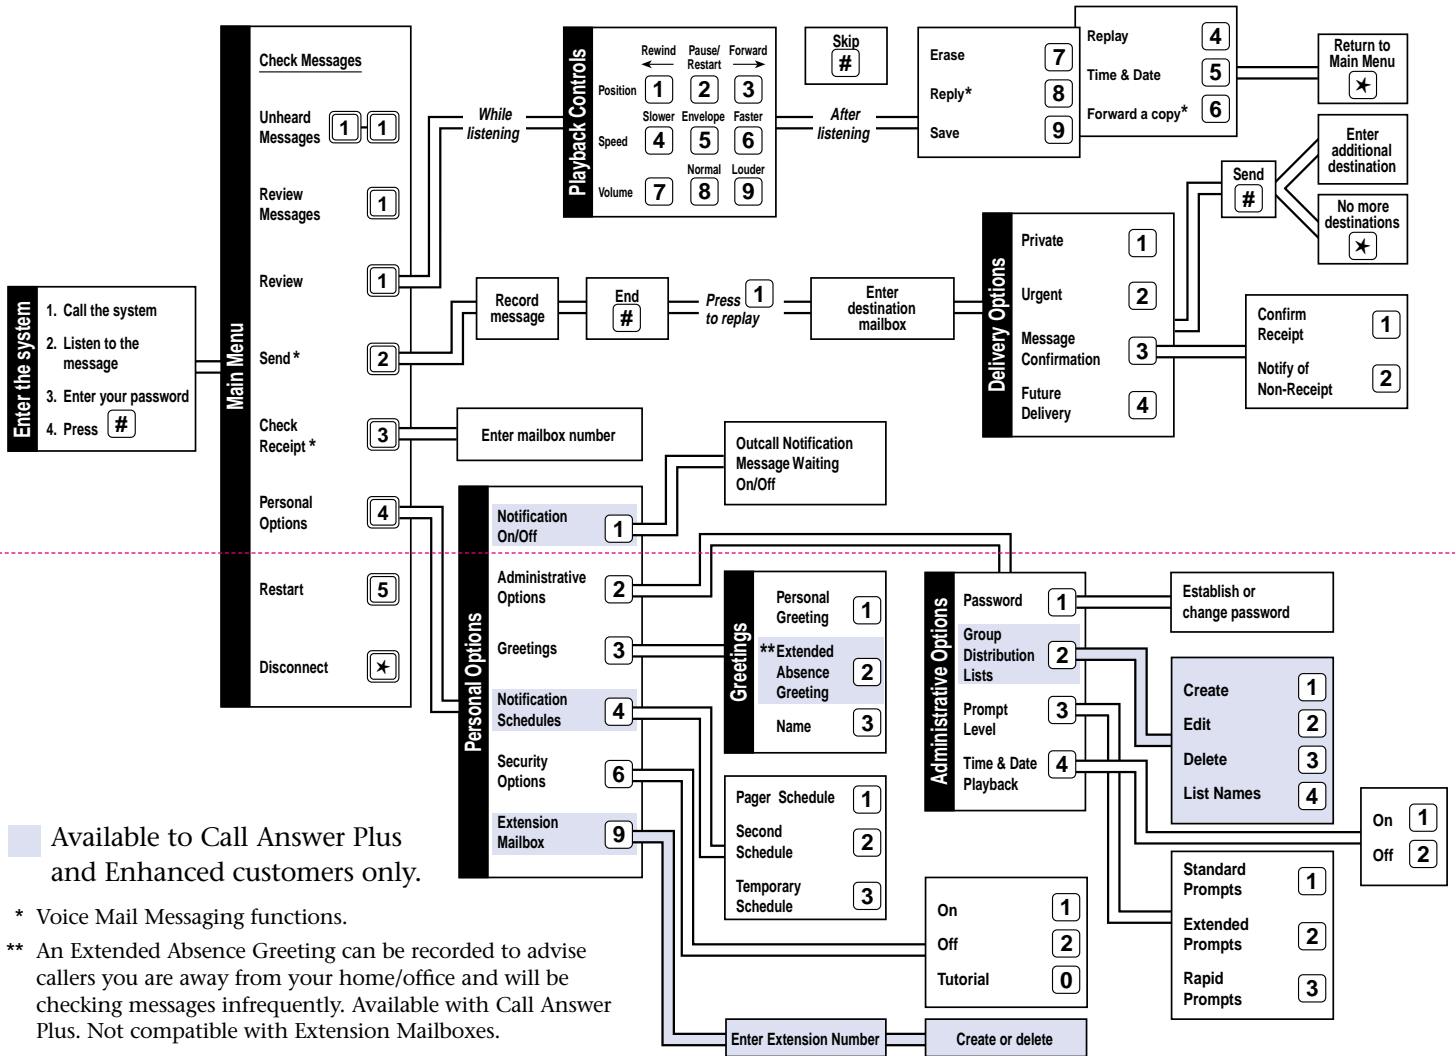 Enter the system
1. Call the system
2. Listen to the
message
3. Enter your password
4. Press #
Main Menu
Check Messages
Unheard
Messages 1 - 1
Review
Messages 1
Review 1
Send * 2
Check
Receipt * 3
Personal
Options 4
Restart 5
Disconnect *
While
listening
Playback Controls
Rewind Pause/ Forward
Restart
Position 1 2 3
Slower Envelope Faster
Speed 4 5 6
Normal Louder
Volume 7 8 9
Skip
#
After
listening
Erase 7
Reply* 8
Save 9
Replay 4
Time & Date 5
Forward a copy* 6
Return to
Main Menu
*
Record
message
End
#
Press 1
to replay
Enter
destination
mailbox
Delivery Options
Private 1
Urgent 2
Message
Confirmation 3
Future
Delivery 4
Send
#
Enter
additional
destination
No more
destinations
*
Confirm
Receipt 1
Notify of
Non-Receipt 2
Enter mailbox number
Personal Options
Notification
On/Off 1
Administrative
Options 2
Greetings 3
Notification
Schedules 4
Security
Options 6
Extension
Mailbox 9
Outcall Notification
Message Waiting
On/Off
Greetings
Personal
Greeting 1
**Extended
Absence
Greeting 2
Name 3
Pager Schedule 1
Second
Schedule 2
Temporary
Schedule 3
Administrative Options
Password 1
Group
Distribution
Lists 2
Prompt
Level 3
Time & Date
Playback 4
Establish or
change password
Create 1
Edit 2
Delete 3
List Names 4
On 1
Off 2
Standard
Prompts 1
Extended
Prompts 2
Rapid
Prompts 3
On 1
Off 2
Tutorial 0
Enter Extension Number
Create or delete
Available to Call Answer Plus
and Enhanced customers only.
* Voice Mail Messaging functions.
** An Extended Absence Greeting can be recorded to advise
callers you are away from your home/office and will be
checking messages infrequently. Available with Call Answer
Plus. Not compatible with Extension Mailboxes.